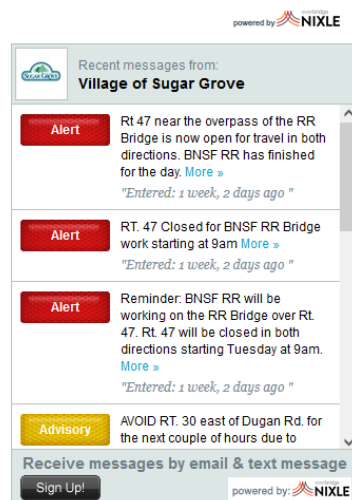 everbridge
powered by NIXLE
Recent messages from:
Village of Sugar Grove
SUGAR GROVE
Alert
Rt 47 near the overpass of the RR
Bridge is now open for travel in both
directions. BNSF RR has finished
for the day. More »
"Entered: 1 week, 2 days ago "
Alert
RT. 47 Closed for BNSF RR Bridge
work starting at 9am More »
"Entered: 1 week, 2 days ago "
Alert
Reminder: BNSF RR will be
working on the RR Bridge over Rt.
47. Rt. 47 will be closed in both
directions starting Tuesday at 9am.
More »
"Entered: 1 week, 2 days ago "
Advisory
AVOID RT. 30 east of Dugan Rd. for
the next couple of hours due to
Receive messages by email & text message
Sign Up!
powered by: NIXLE